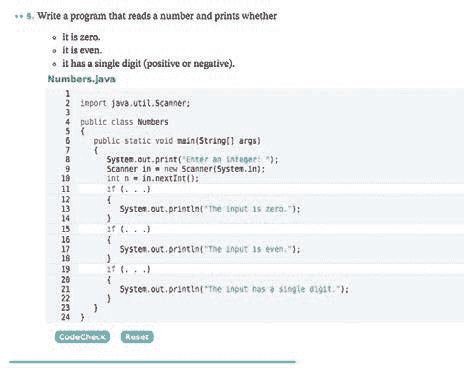 •• 5. Write a program that reads a number and prints whether
• it is zero.
• it is even.
• it has a single digit (positive or negative).
Numbers.java
1
2 import java.util.Scanner;
3
4 public class Numbers
5 {
6 public static void main(String[] args)
7 {
8 System.out.print("Enter an integer: ");
9 Scanner in = new Scanner(System.in);
10 int n = in.nextInt();
11 if (. . .)
12 {
13 System.out.println("The input is zero.");
14 }
15 if (. . .)
16 {
17 System.out.println("The input is even.");
18 }
19 if (. . .)
20 {
21 System.out.println("The input has a single digit.");
22 }
23 }
24 }
CodeCheck Reset